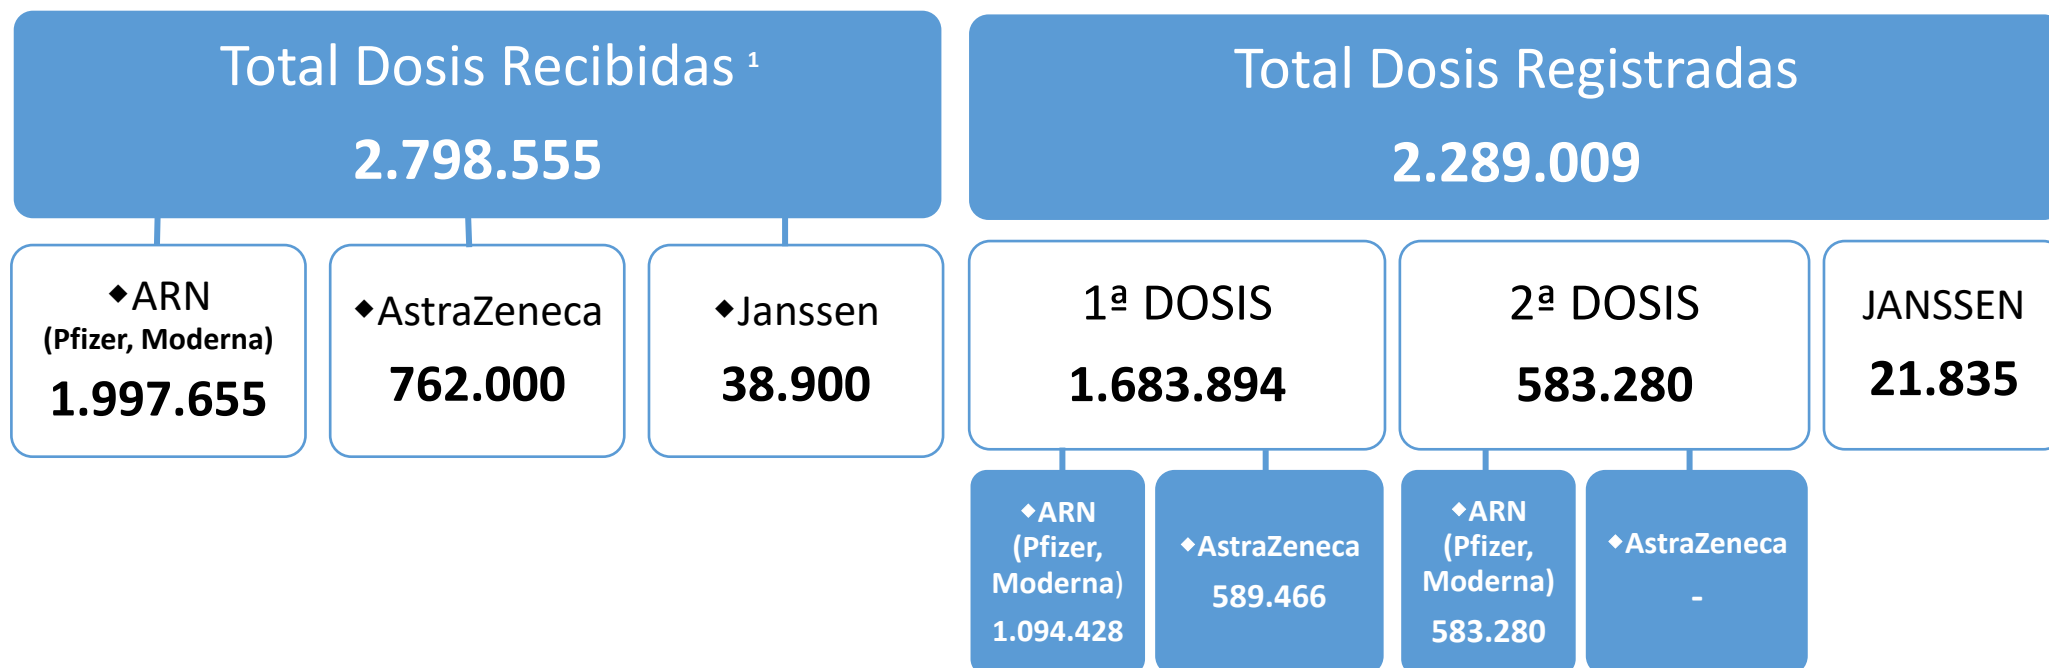 Total Dosis Recibidas 1
2.798.555
◆ARN
(Pfizer, Moderna)
1.997.655
◆AstraZeneca
762.000
◆Janssen
38.900
Total Dosis Registradas
2.289.009
1ª DOSIS
1.683.894
2ª DOSIS
583.280
JANSSEN
21.835
◆ARN
(Pfizer,
Moderna)
1.094.428
◆AstraZeneca
589.466
◆ARN
(Pfizer,
Moderna)
583.280
◆AstraZeneca
-